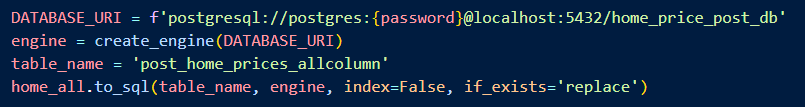 DATABASE_URI = f'postgresql://postgres:{password}@localhost:5432/home_price_post_db'
engine = create_engine(DATABASE_URI)
table_name = 'post_home_prices_allcolumn'
home_all.to_sql(table_name, engine, index=False, if_exists='replace')